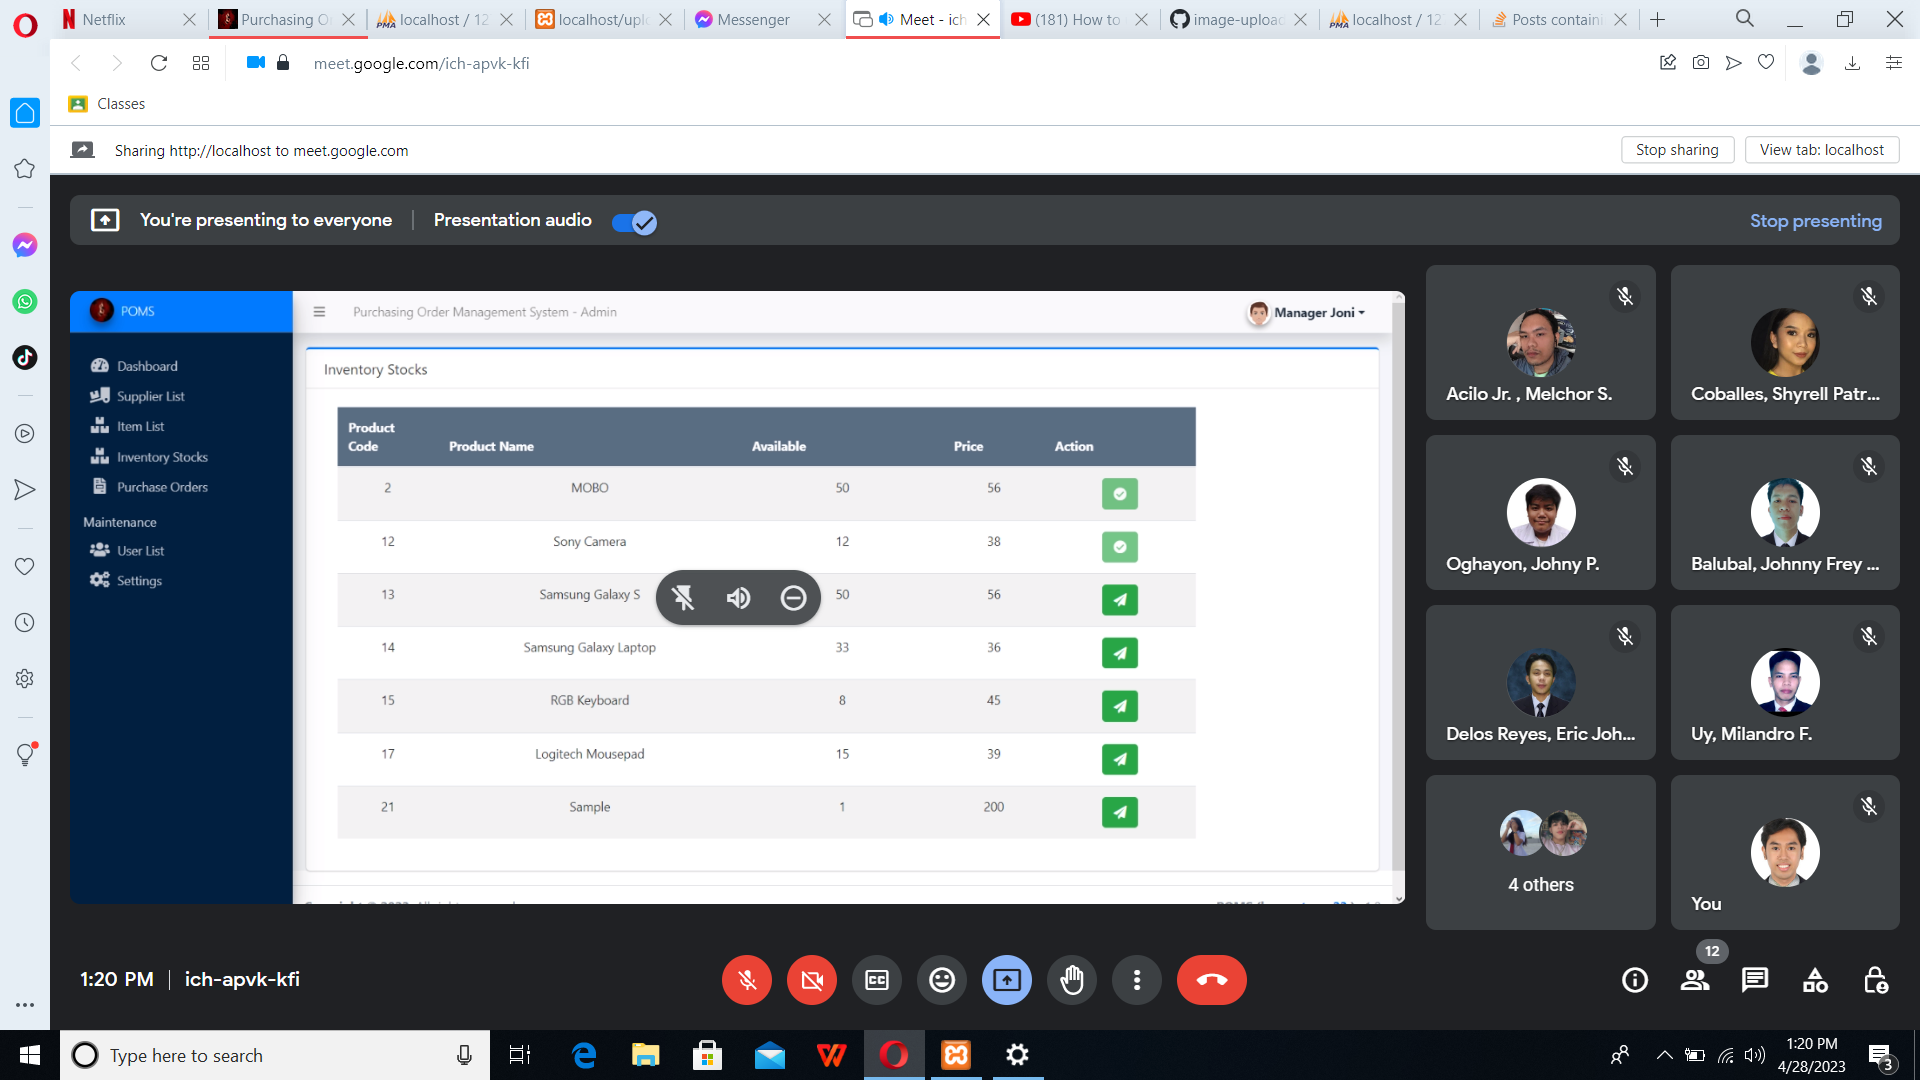 Netflix
Purchasing O
localhost / 12
localhost/uplo
Messenger
Meet - ich
(181) How to
image-uploac
localhost / 12
Posts containi
meet.google.com/ich-apvk-kfi
Classes
Sharing http://localhost to meet.google.com
Stop sharing
View tab: localhost
You're presenting to everyone
Presentation audio
Stop presenting
POMS
Purchasing Order Management System - Admin
Manager Joni
Dashboard
Supplier List
Item List
Inventory Stocks
Purchase Orders
Maintenance
User List
Settings
Inventory Stocks
Product Code Product Name Available Price Action
2 MOBO 50 56
12 Sony Camera 12 38
13 Samsung Galaxy S 50 56
14 Samsung Galaxy Laptop 33 36
15 RGB Keyboard 8 45
17 Logitech Mousepad 15 39
21 Sample 1 200
Acilo Jr. , Melchor S.
Coballes, Shyrell Patr...
Oghayon, Johny P.
Balubal, Johnny Frey ...
Delos Reyes, Eric Joh...
Uy, Milandro F.
4 others
You
1:20 PM
ich-apvk-kfi
12
Type here to search
1:20 PM
4/28/2023
3